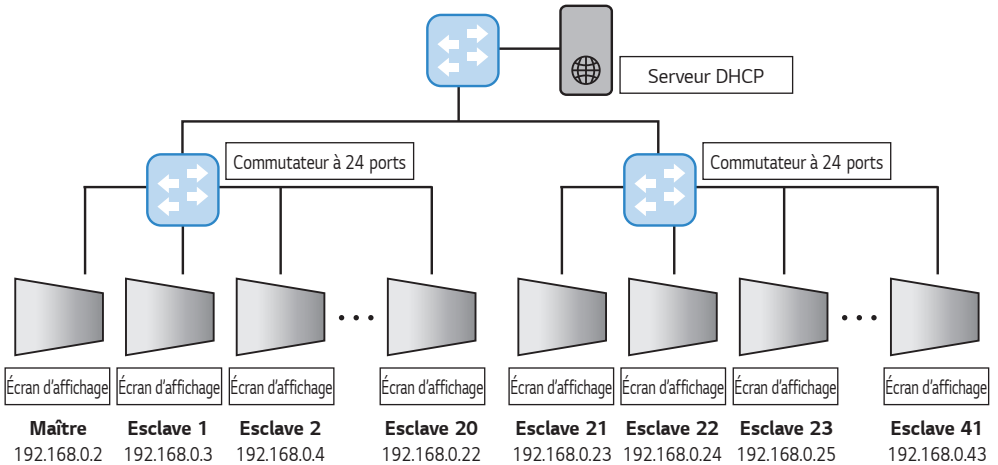 Serveur DHCP
Commutateur à 24 ports
Commutateur à 24 ports
Écran d'affichage
Écran d'affichage
Écran d'affichage
Écran d'affichage
Écran d'affichage
Écran d'affichage
Écran d'affichage
Écran d'affichage
Maître
Esclave 1
Esclave 2
Esclave 20
Esclave 21
Esclave 22
Esclave 23
Esclave 41
192.168.0.2
192.168.0.3
192.168.0.4
192.168.0.22
192.168.0.23
192.168.0.24
192.168.0.25
192.168.0.43